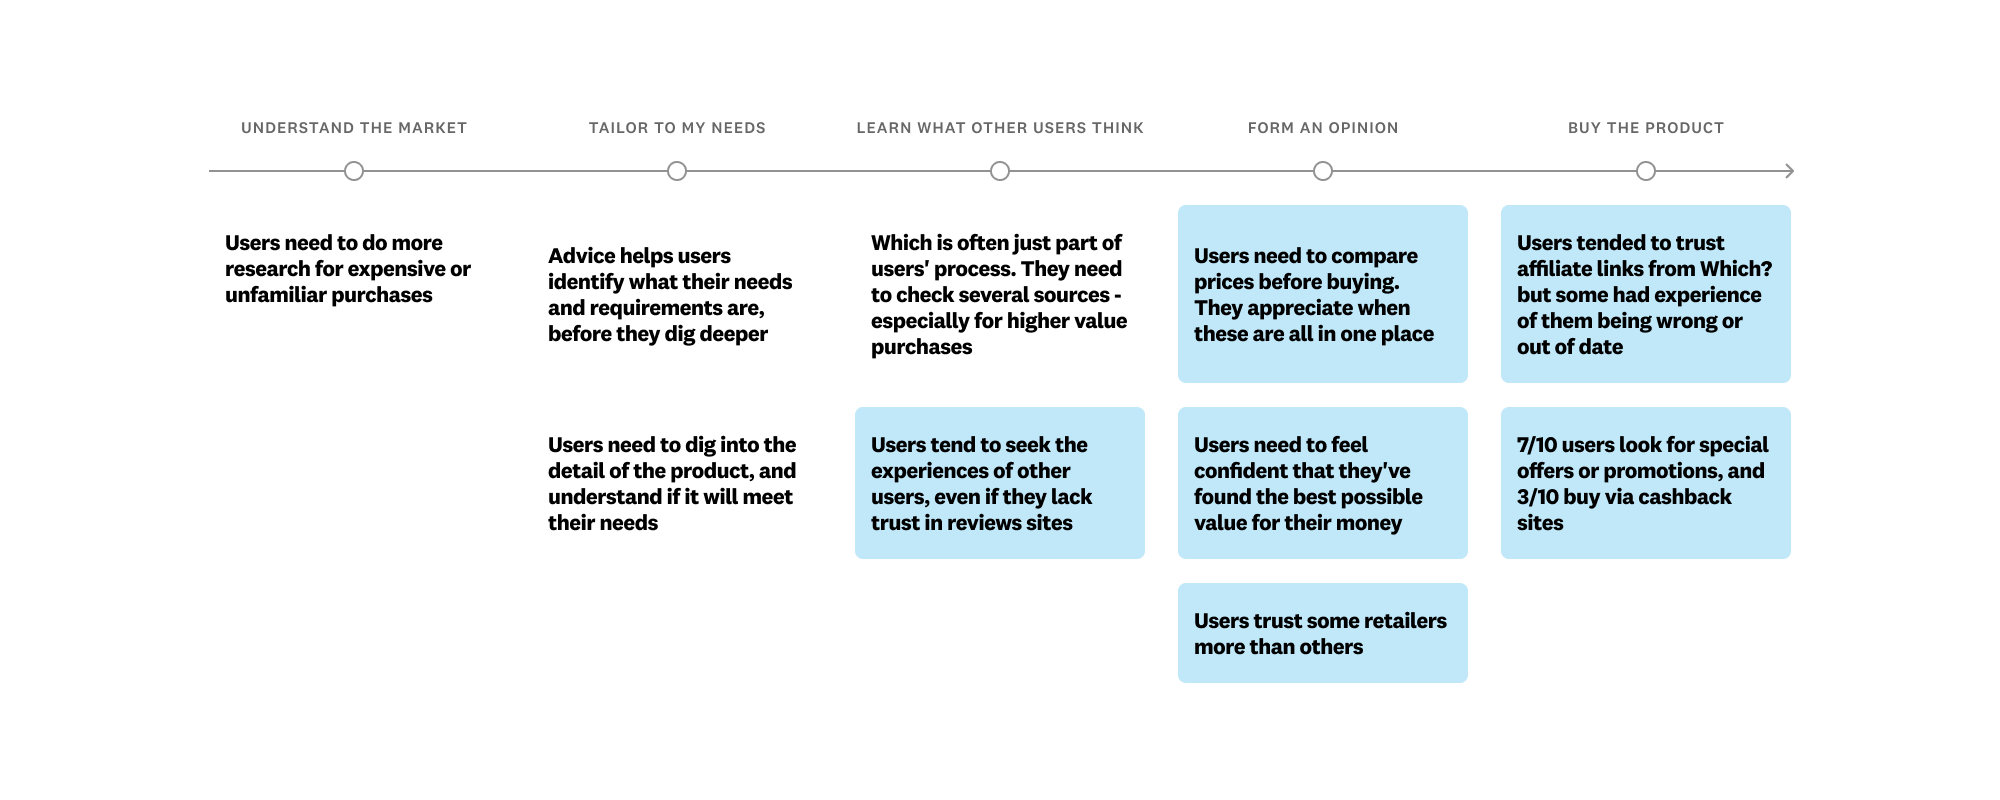 UNDERSTAND THE MARKET
TAILOR TO MY NEEDS
LEARN WHAT OTHER USERS THINK
FORM AN OPINION
BUY THE PRODUCT
Users need to do more
research for expensive or
unfamiliar purchases
Advice helps users
identify what their needs
and requirements are,
before they dig deeper
Users need to dig into the
detail of the product, and
understand if it will meet
their needs
Which is often just part of
users' process. They need
to check several sources -
especially for higher value
purchases
Users tend to seek the
experiences of other
users, even if they lack
trust in reviews sites
Users need to compare
prices before buying.
They appreciate when
these are all in one place
Users need to feel
confident that they've
found the best possible
value for their money
Users trust some retailers
more than others
Users tended to trust
affiliate links from Which?
but some had experience
of them being wrong or
out of date
7/10 users look for special
offers or promotions, and
3/10 buy via cashback
sites